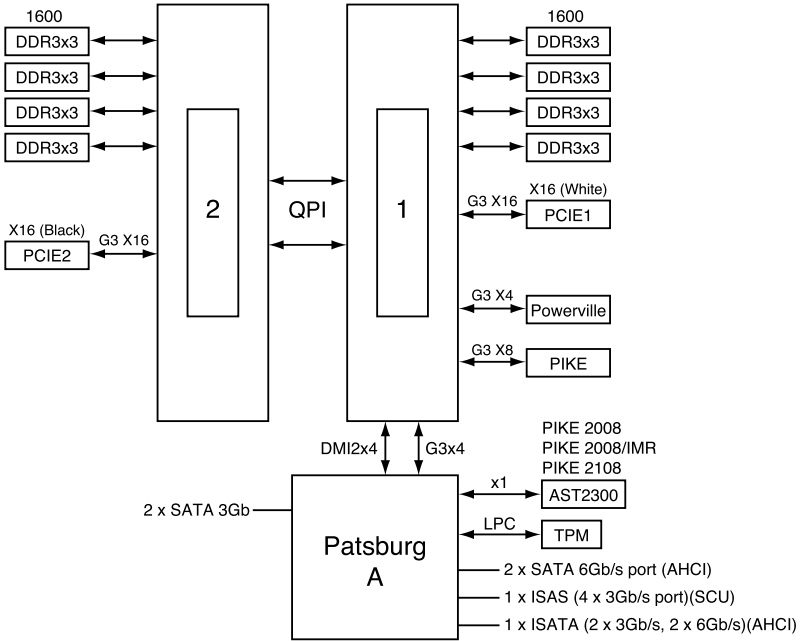 1600
DDR3x3
DDR3x3
DDR3x3
DDR3x3
X16 (Black)
PCIE2
G3 X16
2
QPI
1
1600
DDR3x3
DDR3x3
DDR3x3
DDR3x3
G3 X16
X16 (White)
PCIE1
G3 X4
Powerville
G3 X8
PIKE
DMI2x4
G3x4
PIKE 2008
PIKE 2008/IMR
PIKE 2108
x1
AST2300
2 x SATA 3Gb
Patsburg
A
LPC
TPM
2 x SATA 6Gb/s port (AHCI)
1 x ISAS (4 x 3Gb/s port)(SCU)
1 x ISATA (2 x 3Gb/s, 2 x 6Gb/s)(AHCI)